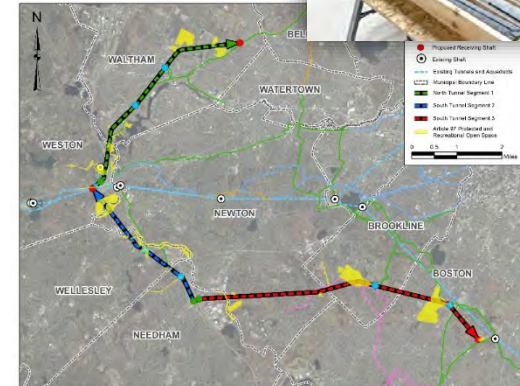 N
BEL
WALTHAM
WATERTOWN
WESTON
NEWTON
BROOKLINE
BOSTON
WELLESLEY
NEEDHAM
Proposed Receiving Shaft
Existing Shaft
Existing Tunnels and Aqueducts
Municipal Boundary Line
North Tunnel Segment 1
South Tunnel Segment 2
South Tunnel Segment 3
Article 97 Protected and
Recreational Open Space
0 0.5 1 2
Miles